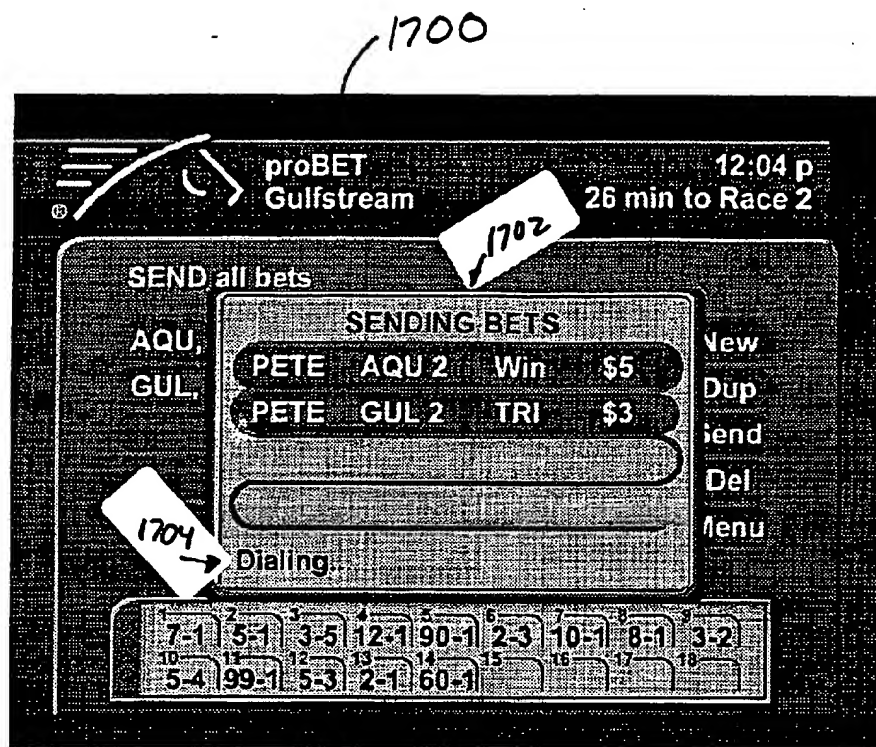 1700
proBET 12:04 p
Gulfstream 26 min to Race 2
®
1702
SEND all bets
SENDING BETS
AQU, New
PETE AQU 2 Win $5
GUL, Dup
PETE GUL 2 TRI $3
Send
Del
Menu
1704
Dialing..
1 2 3 4 5 6 7 8 9
7-1 5-1 3-5 12-1 90-1 2-3 10-1 8-1 3-2
10 11 12 13 14 15 16 17 18
5-4 99-1 5-3 2-1 60-1